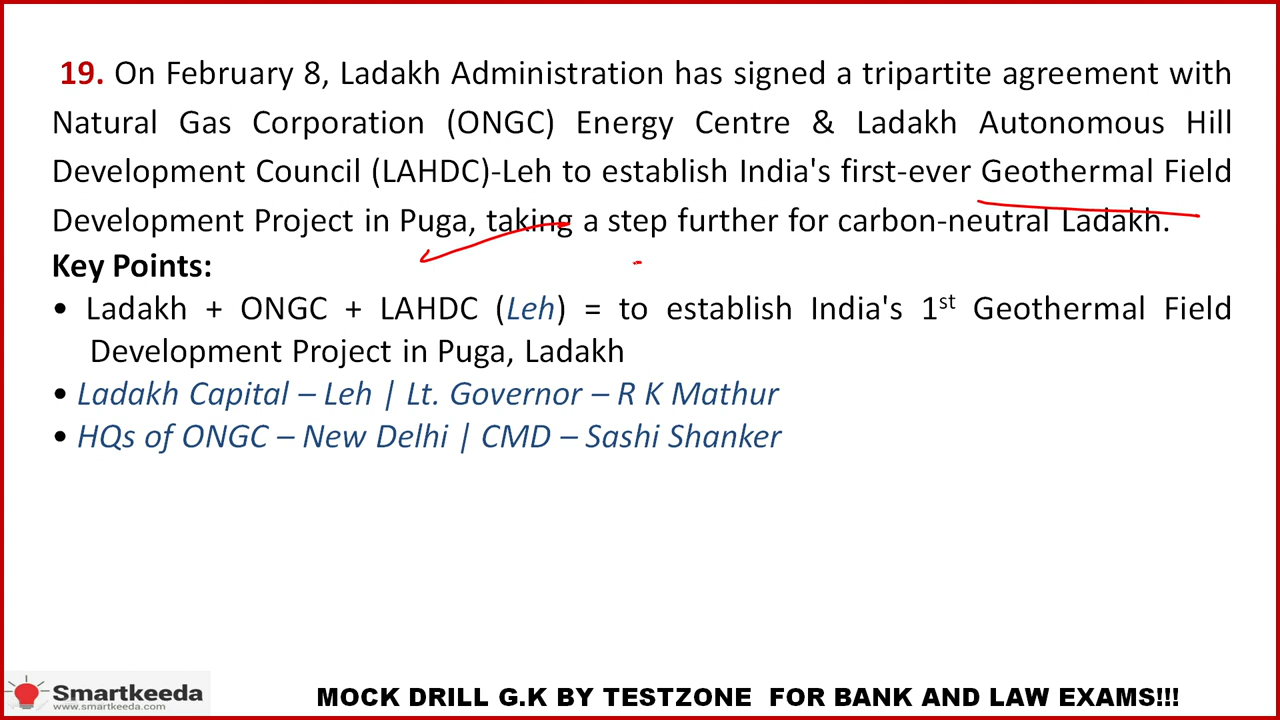 19. On February 8, Ladakh Administration has signed a tripartite agreement with
Natural Gas Corporation (ONGC) Energy Centre & Ladakh Autonomous Hill
Development Council (LAHDC)-Leh to establish India's first-ever Geothermal Field
Development Project in Puga, taking a step further for carbon-neutral Ladakh.
Key Points:
• Ladakh + ONGC + LAHDC (Leh) = to establish India's 1st Geothermal Field
Development Project in Puga, Ladakh
• Ladakh Capital – Leh | Lt. Governor – R K Mathur
• HQs of ONGC – New Delhi | CMD – Sashi Shanker
Smartkeeda
www.smartkeeda.com
MOCK DRILL G.K BY TESTZONE FOR BANK AND LAW EXAMS!!!